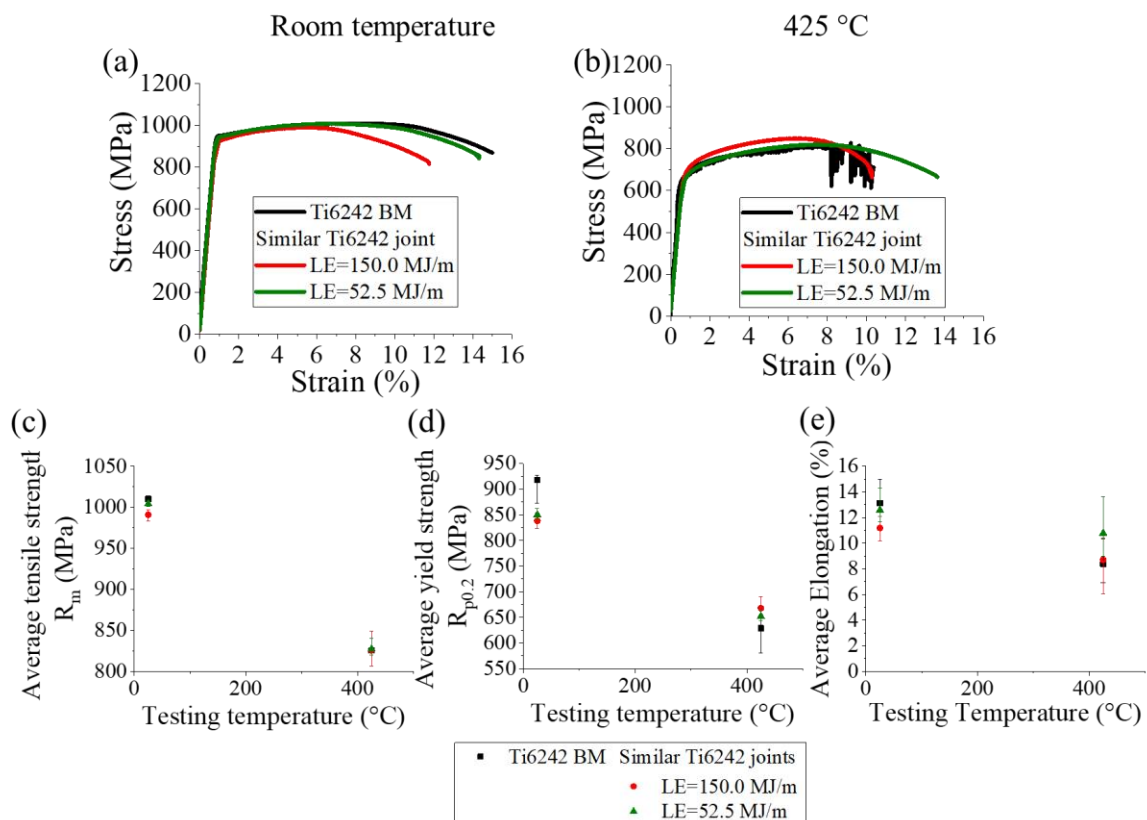 Room temperature
425 °C
(a)
(b)
1200
1000
800
600
400
200
0
Stress (MPa)
Ti6242 BM
Similar Ti6242 joint
LE=150.0 MJ/m
LE=52.5 MJ/m
0 2 4 6 8 10 12 14 16
Strain (%)
1200
1000
800
600
400
200
0
Stress (MPa)
Ti6242 BM
Similar Ti6242 joint
LE=150.0 MJ/m
LE=52.5 MJ/m
0 2 4 6 8 10 12 14 16
Strain (%)
(c)
(d)
(e)
Average tensile strengtl
R_m (MPa)
1050
1000
950
900
850
800
0 200 400
Testing temperature (°C)
Average yield strength
R_p0.2 (MPa)
950
900
850
800
750
700
650
600
550
0 200 400
Testing temperature (°C)
Average Elongation (%)
16
14
12
10
8
6
4
2
0
0 200 400
Testing Temperature (°C)
Ti6242 BM Similar Ti6242 joints
LE=150.0 MJ/m
LE=52.5 MJ/m